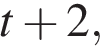 t + 2,